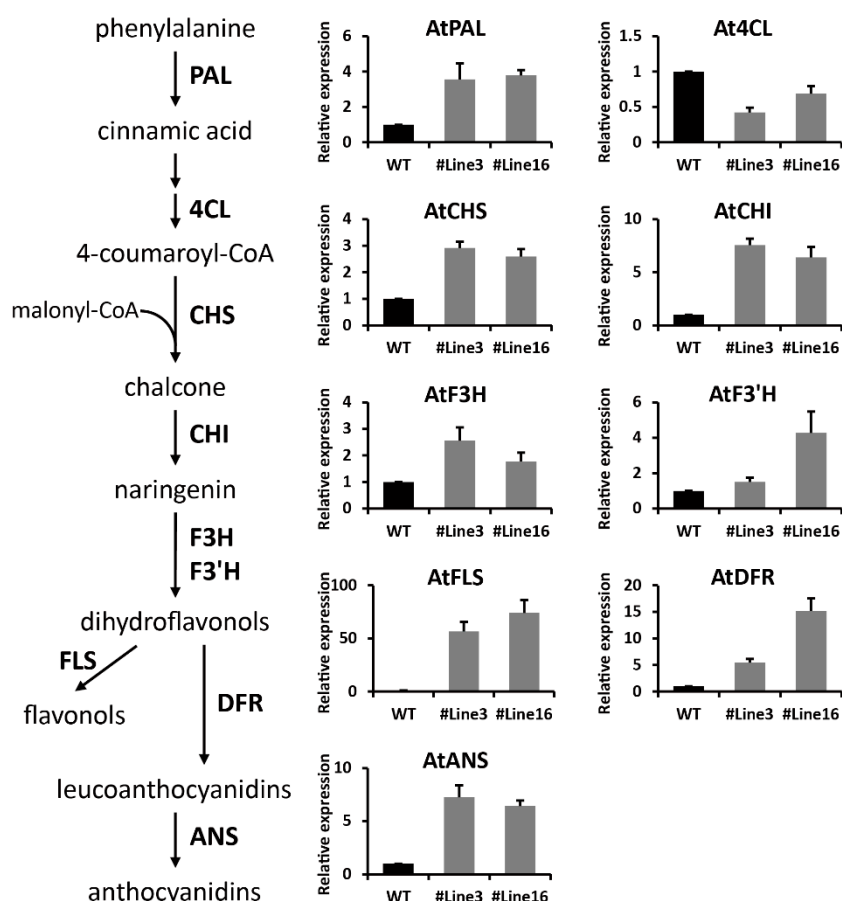 phenylalanine
PAL
cinnamic acid
4CL
4-coumaroyl-CoA
malonyl-CoA
CHS
chalcone
CHI
naringenin
F3H
F3'H
dihydroflavonols
FLS
flavonols
DFR
leucoanthocyanidins
ANS
anthocyanidins
AtPAL
Relative expression
6
4
2
0
WT #Line3 #Line16
At4CL
Relative expression
1.5
1
0.5
0
WT #Line3 #Line16
AtCHS
Relative expression
4
3
2
1
0
WT #Line3 #Line16
AtCHI
Relative expression
10
5
0
WT #Line3 #Line16
AtF3H
Relative expression
4
3
2
1
0
WT #Line3 #Line16
AtF3'H
Relative expression
6
4
2
0
WT #Line3 #Line16
AtFLS
Relative expression
100
50
0
WT #Line3 #Line16
AtDFR
Relative expression
20
15
10
5
0
WT #Line3 #Line16
AtANS
Relative expression
10
5
0
WT #Line3 #Line16